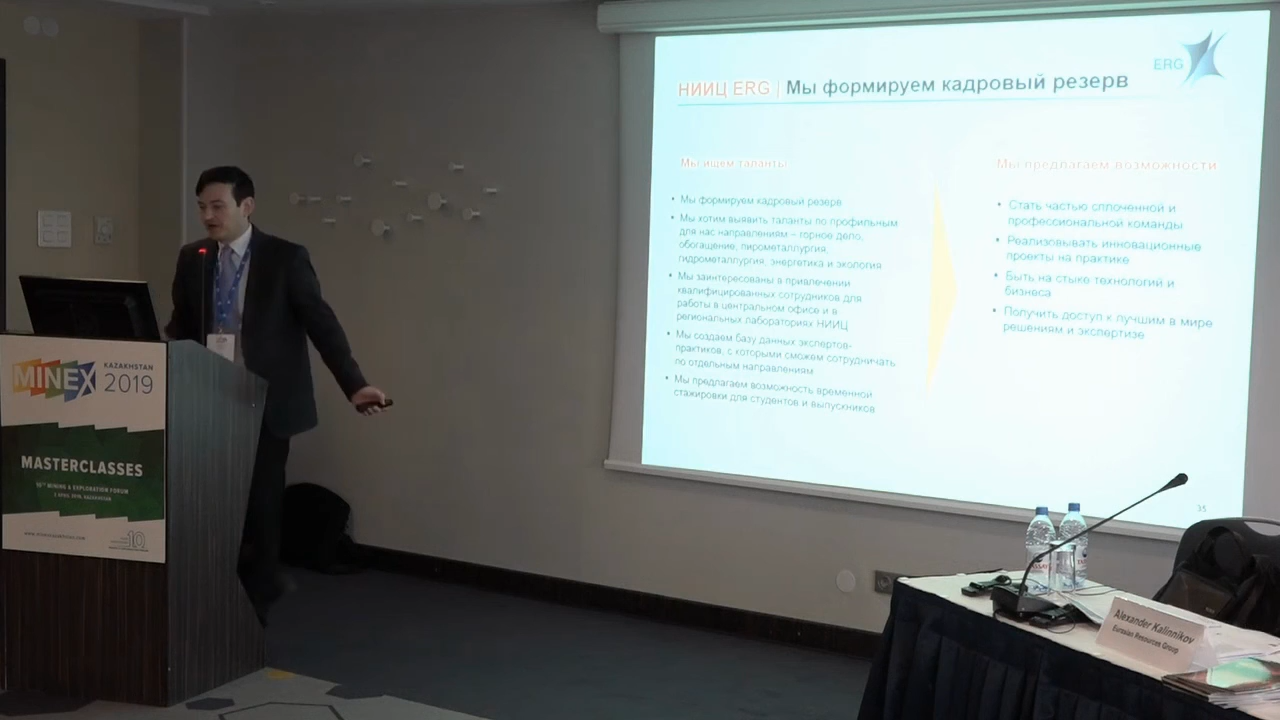 ERG
НИИЦ ERG | Мы формируем кадровый резерв
Мы ищем таланты
• Мы формируем кадровый резерв
• Мы хотим выявить таланты по профильным
для нас направлениям – горное дело,
обогащение, пирометаллургия,
гидрометаллургия, энергетика и экология
• Мы заинтересованы в привлечении
квалифицированных сотрудников для
работы в центральном офисе и в
региональных лабораториях НИИЦ
• Мы создаем базу данных экспертов-
практиков, с которыми сможем сотрудничать
по отдельным направлениям
• Мы предлагаем возможность временной
стажировки для студентов и выпускников
Мы предлагаем возможности
• Стать частью сплоченной и
профессиональной команды
• Реализовывать инновационные
проекты на практике
• Быть на стыке технологий и
бизнеса
• Получить доступ к лучшим в мире
решениям и экспертизе
35
MINEX
KAZAKHSTAN
2019
MASTERCLASSES
10TH MINING & EXPLORATION FORUM
10
Alexander Kalinnikov
Eurasian Resources Group